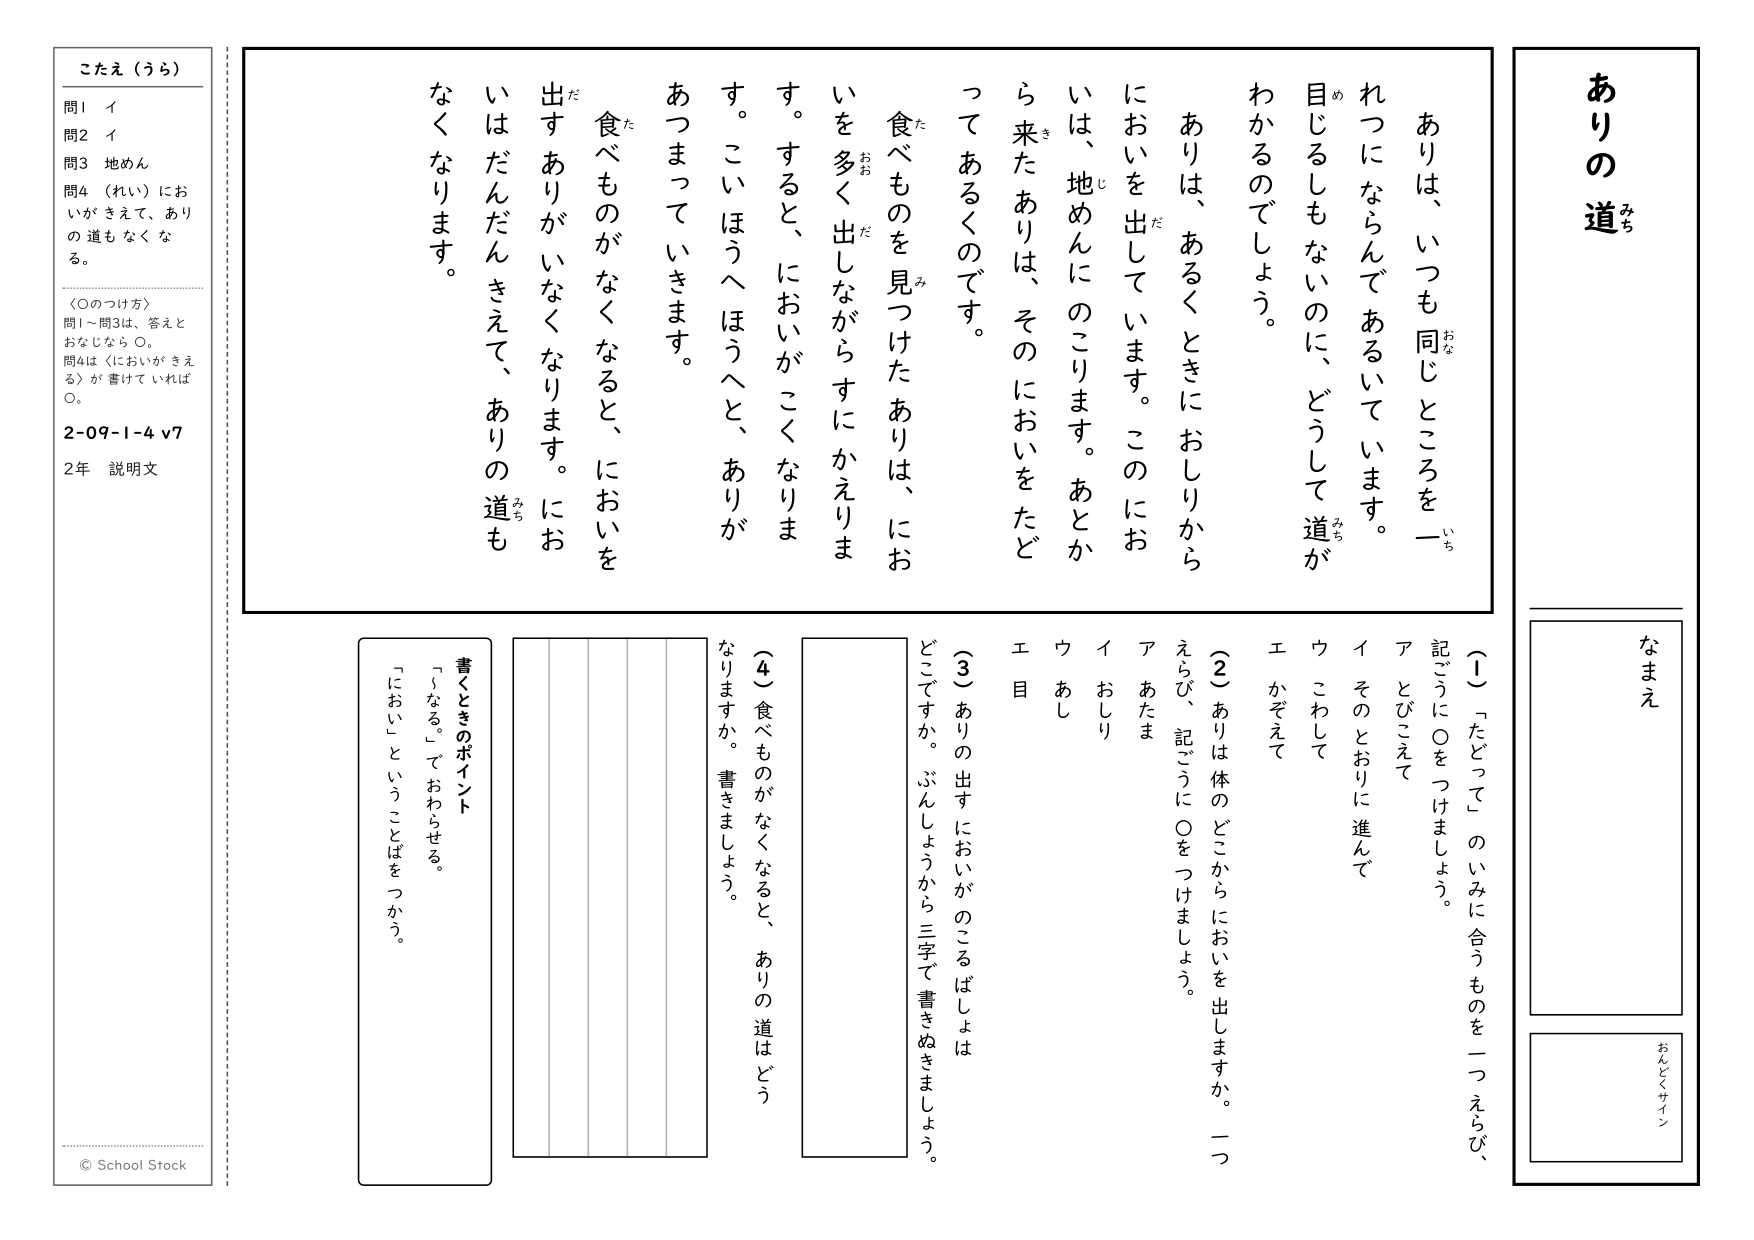 ありの 道
みち
なまえ
おんどくサイン
ありは、いつも 同じ ところを 一
おな
いち
れつに ならんで あるいて います。
目じるしも ないのに、どうして 道が
め
みち
わかるのでしょう。
ありは、あるく ときに おしりから
においを 出して います。この にお
だ
いは、地めんに のこります。あとか
じ
ら 来た ありは、その においを たど
き
って あるくのです。
食べものを 見つけた ありは、にお
た
み
いを 多く 出しながら すに かえりま
おお
だ
す。すると、においが こく なりま
す。こい ほうへ ほうへと、ありが
あつまって いきます。
食べものが なくなると、においを
た
出す ありが いなく なります。にお
だ
いは だんだん きえて、ありの 道も
みち
なく なります。
(1)「たどって」の いみに 合う ものを 一つ えらび、
記ごうに 〇を つけましょう。
ア とびこえて
イ その とおりに 進んで
ウ こわして
エ かぞえて
(2)ありは 体の どこから においを 出しますか。一つ
えらび、記ごうに 〇を つけましょう。
ア あたま
イ おしり
ウ あし
エ 目
(3)ありの 出す においが のこる ばしょは
どこですか。ぶんしょうから 三字で 書きぬきましょう。
(4)食べものが なくなると、ありの 道は どう
なりますか。書きましょう。
書くときのポイント
「〜なる。」で おわらせる。
「におい」と いう ことばを つかう。
こたえ(うら)
問1 イ
問2 イ
問3 地めん
問4 (れい)にお
いが きえて、あり
の 道も なく な
る。
〈〇のつけ方〉
問1〜問3は、答えと
おなじなら 〇。
問4は〈においが きえ
る〉が 書けて いれば
〇。
2-09-1-4 v7
2年 説明文
© School Stock